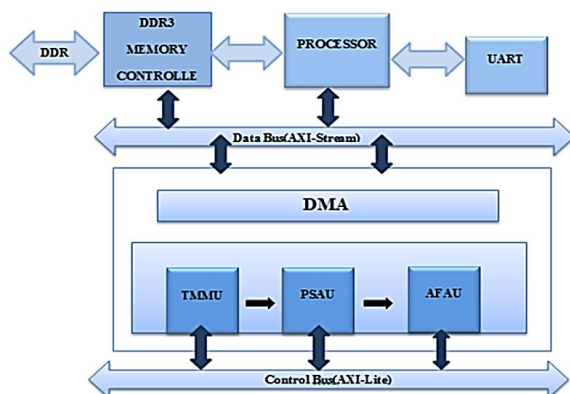 DDR
DDR3
MEMORY
CONTROLLE
PROCESSOR
UART
Data Bus(AXI-Stream)
DMA
TMMU
PSAU
AFAU
Control Bus(AXI-Lite)